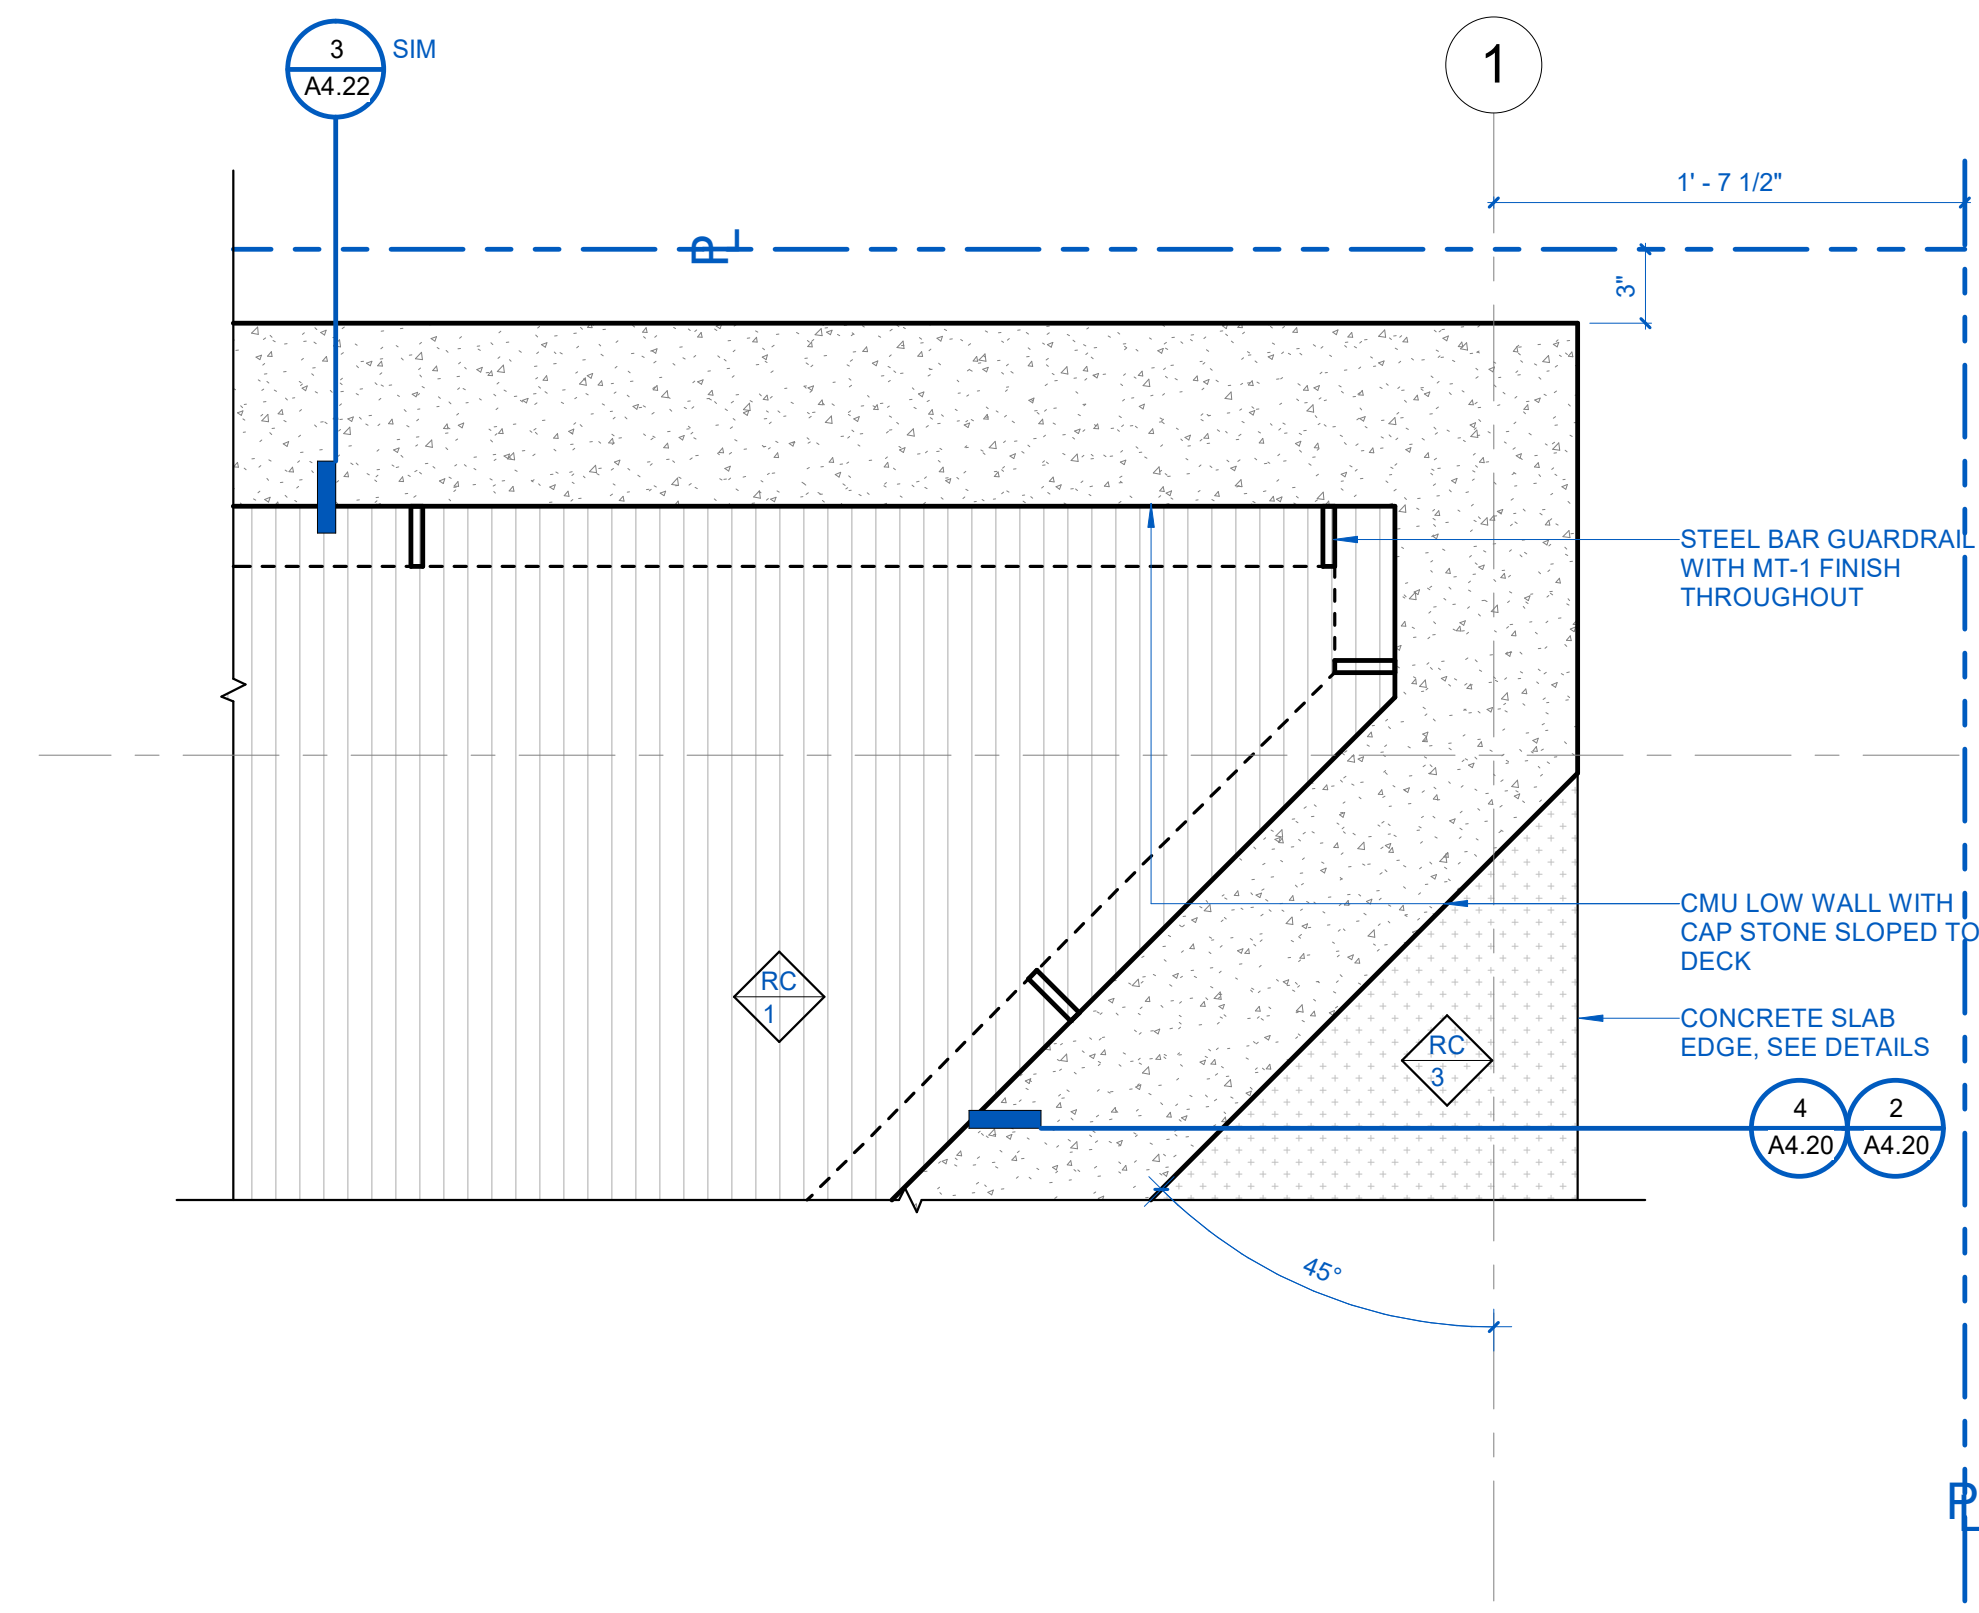 3
SIM
A4.22
1
1' - 7 1/2"
PL
3"
STEEL BAR GUARDRAIL
WITH MT-1 FINISH
THROUGHOUT
CMU LOW WALL WITH
CAP STONE SLOPED TO
DECK
RC
1
CONCRETE SLAB
EDGE, SEE DETAILS
RC
3
4
A4.20
2
A4.20
45°
PL